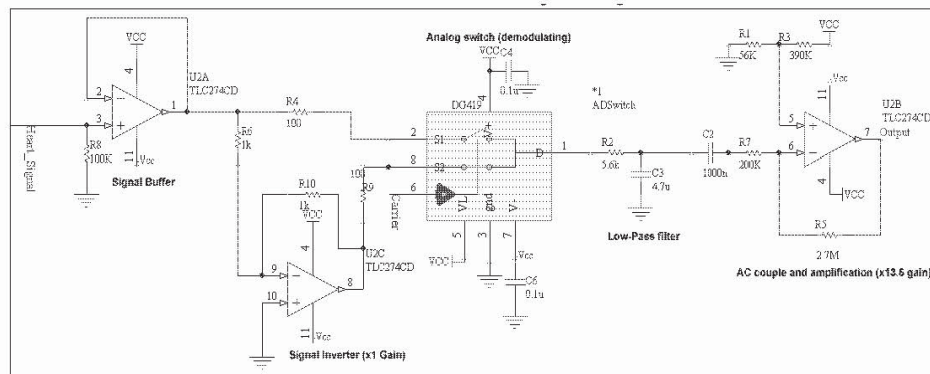 Analog switch (demodulating)
VCC
C4
0.1u
DG419
*1
ADSwitch
R1
56K
R3
390K
VCC
Vcc
11
U2B
TLC274CD
Output
5
6
7
4
VCC
R5
2.7M
AC couple and amplification (x13.5 gain)
VCC
4
U2A
TLC274CD
2
3
1
11
Vcc
R8
100K
Heart_Signal
Signal Buffer
R4
100
R6
1k
R10
1k
VCC
4
U2C
TLC274CD
9
10
8
11
Vcc
Signal Inverter (x1 Gain)
100
R9
Carrier
2
8
6
4
S1
S2
V+
D
VL
gnd
V-
1
5
3
7
VCC
Vcc
C6
0.1u
R2
5.6k
C3
4.7u
Low-Pass filter
C2
1000n
R7
200K